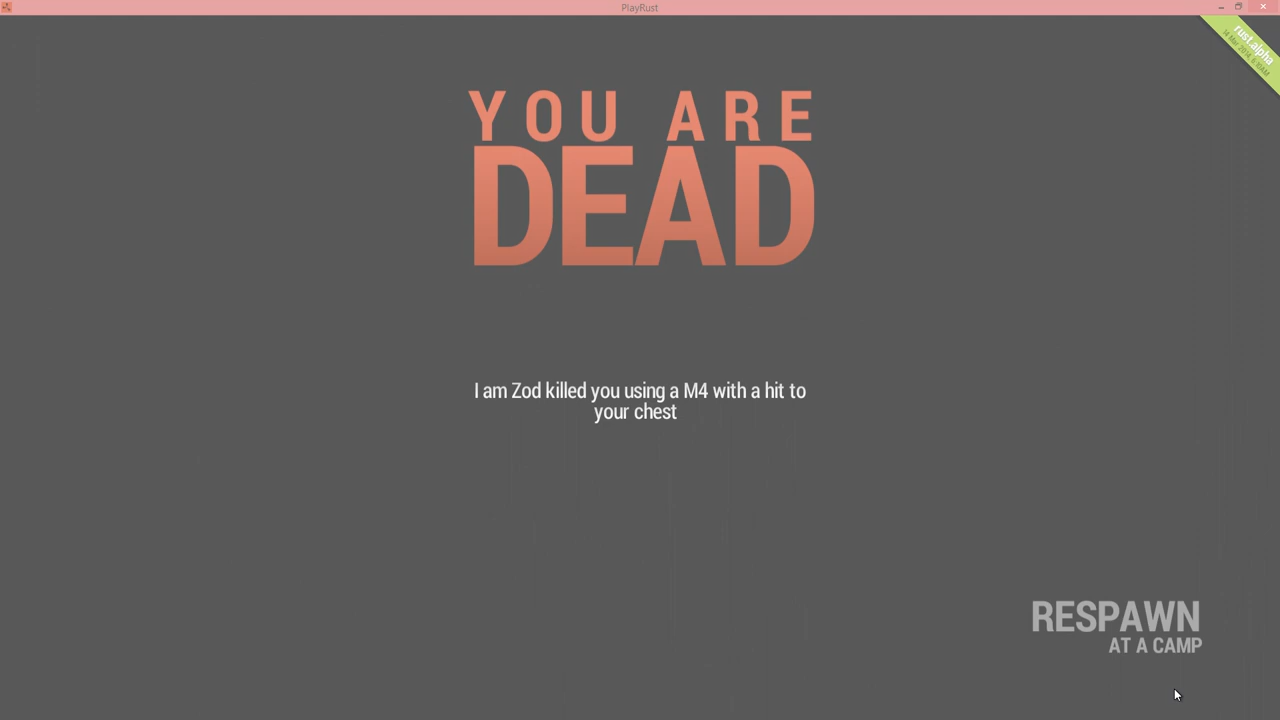 PlayRust
rust.alpha
YOU ARE
DEAD
I am Zod killed you using a M4 with a hit to
your chest
RESPAWN
AT A CAMP